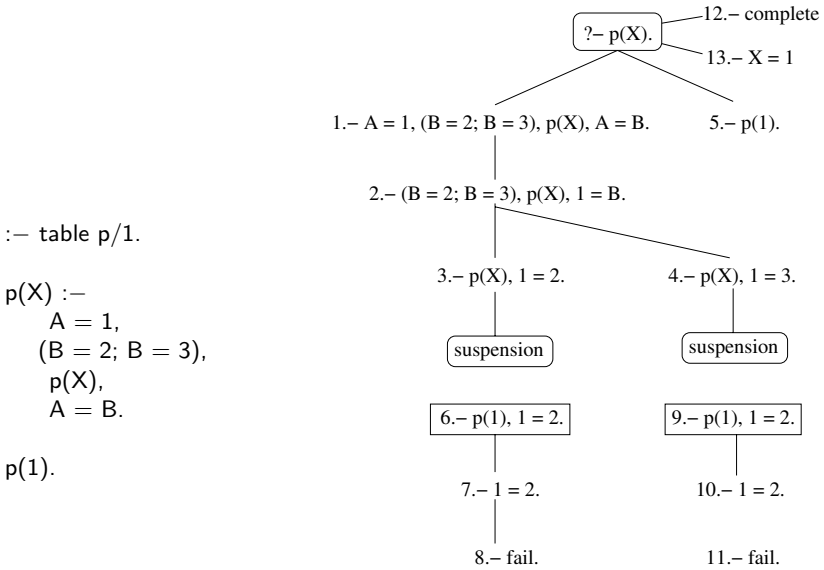 :– table p/1.
p(X) :–
A = 1,
(B = 2; B = 3),
p(X),
A = B.
p(1).
?– p(X).
12.– complete
13.– X = 1
1.– A = 1, (B = 2; B = 3), p(X), A = B.
5.– p(1).
2.– (B = 2; B = 3), p(X), 1 = B.
3.– p(X), 1 = 2.
4.– p(X), 1 = 3.
suspension
suspension
6.– p(1), 1 = 2.
9.– p(1), 1 = 2.
7.– 1 = 2.
10.– 1 = 2.
8.– fail.
11.– fail.